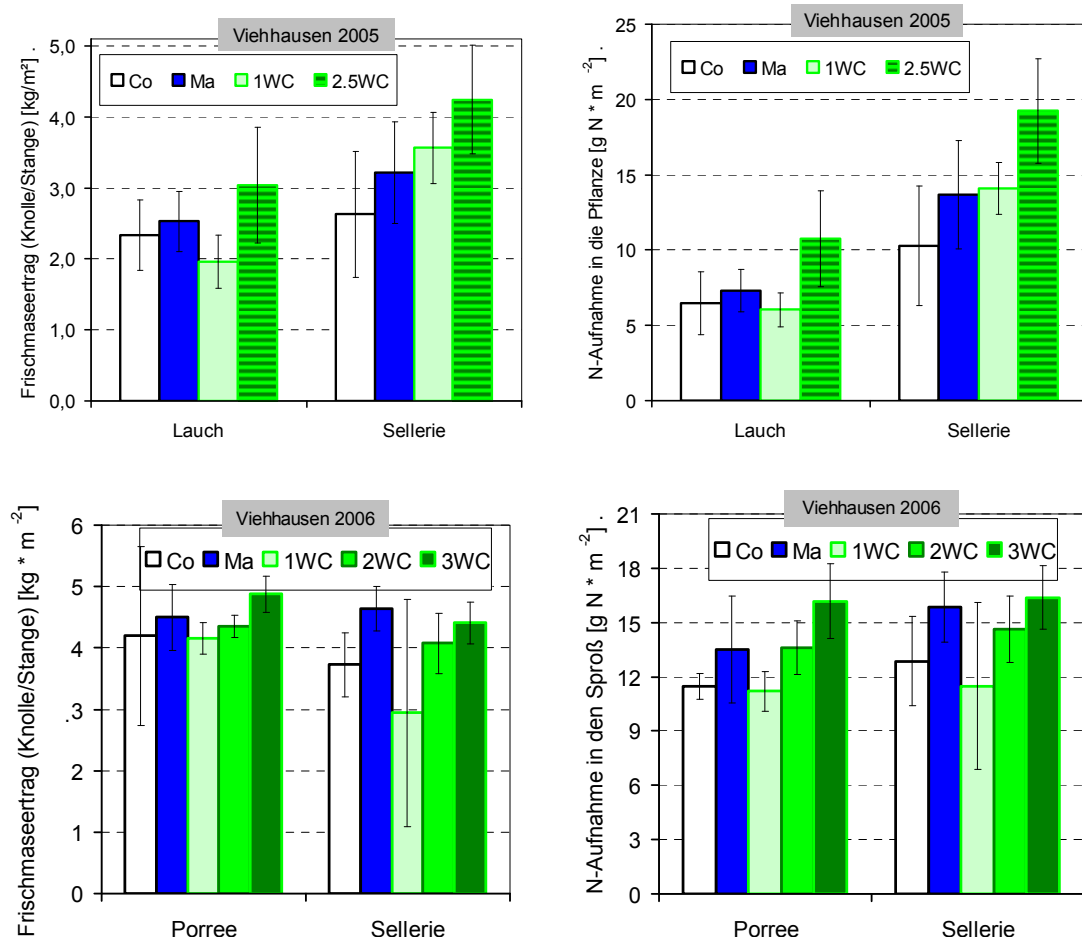 Viehhausen 2005
Frischmaseertrag (Knolle/Stange) [kg/m²] .
Co Ma 1WC 2.5WC
5,0
4,0
3,0
2,0
1,0
0,0
Lauch Sellerie
Viehhausen 2005
N-Aufnahme in die Pflanze [g N * m -2] .
Co Ma 1WC 2.5WC
25
20
15
10
5
0
Lauch Sellerie
Viehhausen 2006
Frischmaseertrag (Knolle/Stange) [kg * m -2]
Co Ma 1WC 2WC 3WC
6
5
4
.3
2
1
0
Porree Sellerie
Viehhausen 2006
N-Aufnahme in den Sproß [g N * m -2] .
Co Ma 1WC 2WC 3WC
21
18
15
12
9
6
3
0
Porree Sellerie